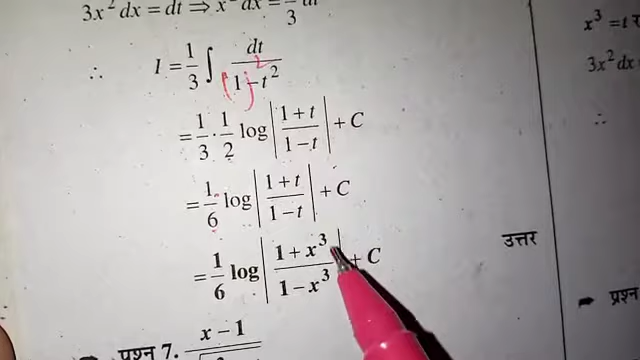 3x² dx = dt ⇒ x² dx = 1/3 dt
∴ I = 1/3 ∫ dt/(1 − t²)
= 1/3 · 1/2 log |(1 + t)/(1 − t)| + C
= 1/6 log |(1 + t)/(1 − t)| + C
= 1/6 log |(1 + x³)/(1 − x³)| + C
उत्तर
प्रश्न 7. x − 1
x³ = t
3x² dx
∴
प्रश्न